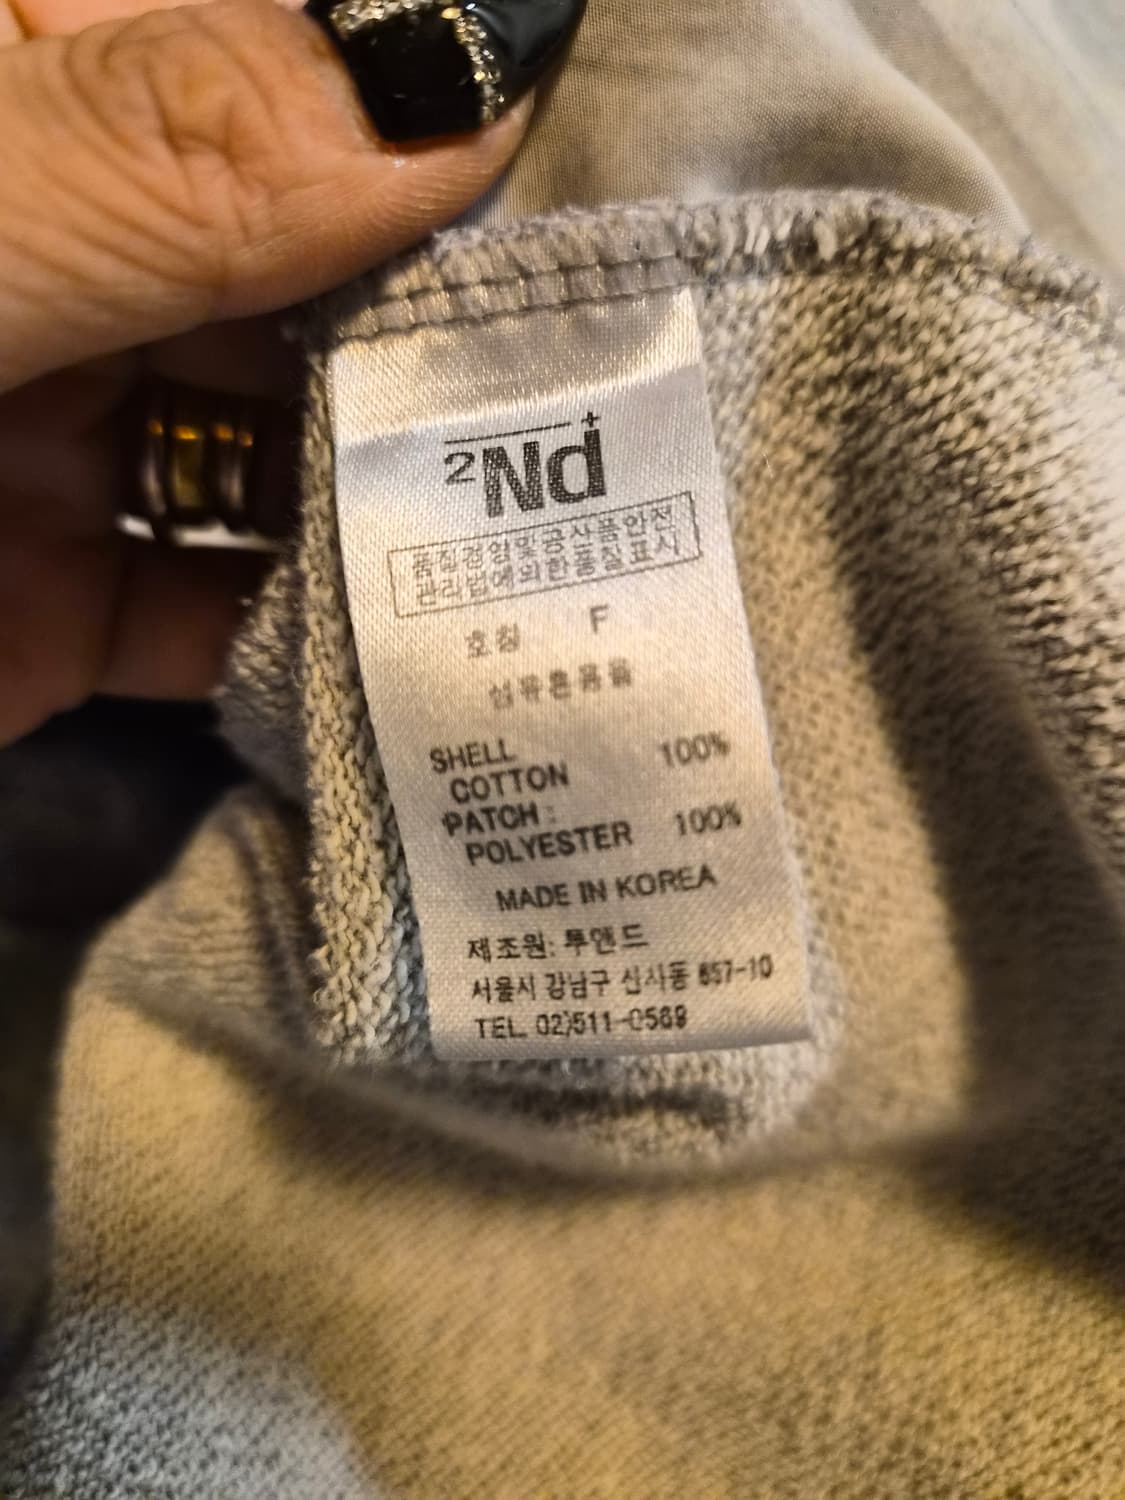 2Nd+
품질경영및공사품안전
관리법에의한품질표시
호칭 F
섬유혼용율
SHELL 100%
COTTON
PATCH : 100%
POLYESTER
MADE IN KOREA
제조원: 투앤드
서울시 강남구 신사동 657-10
TEL. 02)511-0589